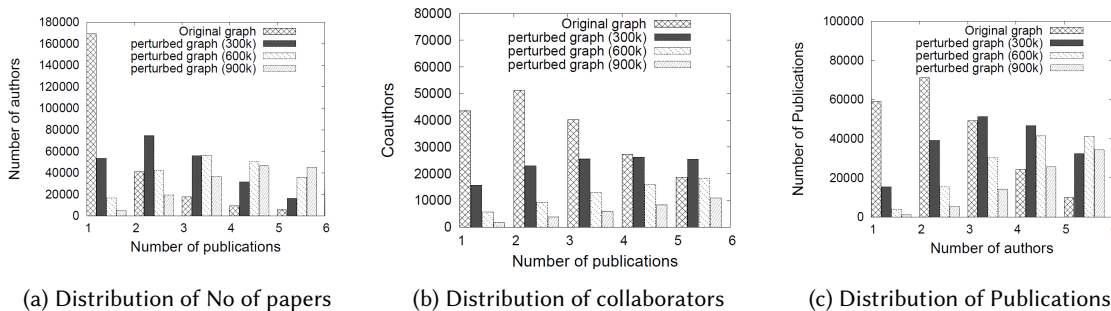 180000
160000
140000
120000
100000
80000
60000
40000
20000
0
Number of authors
Original graph
perturbed graph (300k)
perturbed graph (600k)
perturbed graph (900k)
1 2 3 4 5 6
Number of publications
(a) Distribution of No of papers
80000
70000
60000
50000
40000
30000
20000
10000
0
Coauthors
Original graph
perturbed graph (300k)
perturbed graph (600k)
perturbed graph (900k)
1 2 3 4 5 6
Number of publications
(b) Distribution of collaborators
100000
80000
60000
40000
20000
0
Number of Publications
Original graph
perturbed graph (300k)
perturbed graph (600k)
perturbed graph (900k)
1 2 3 4 5 6
Number of authors
(c) Distribution of Publications